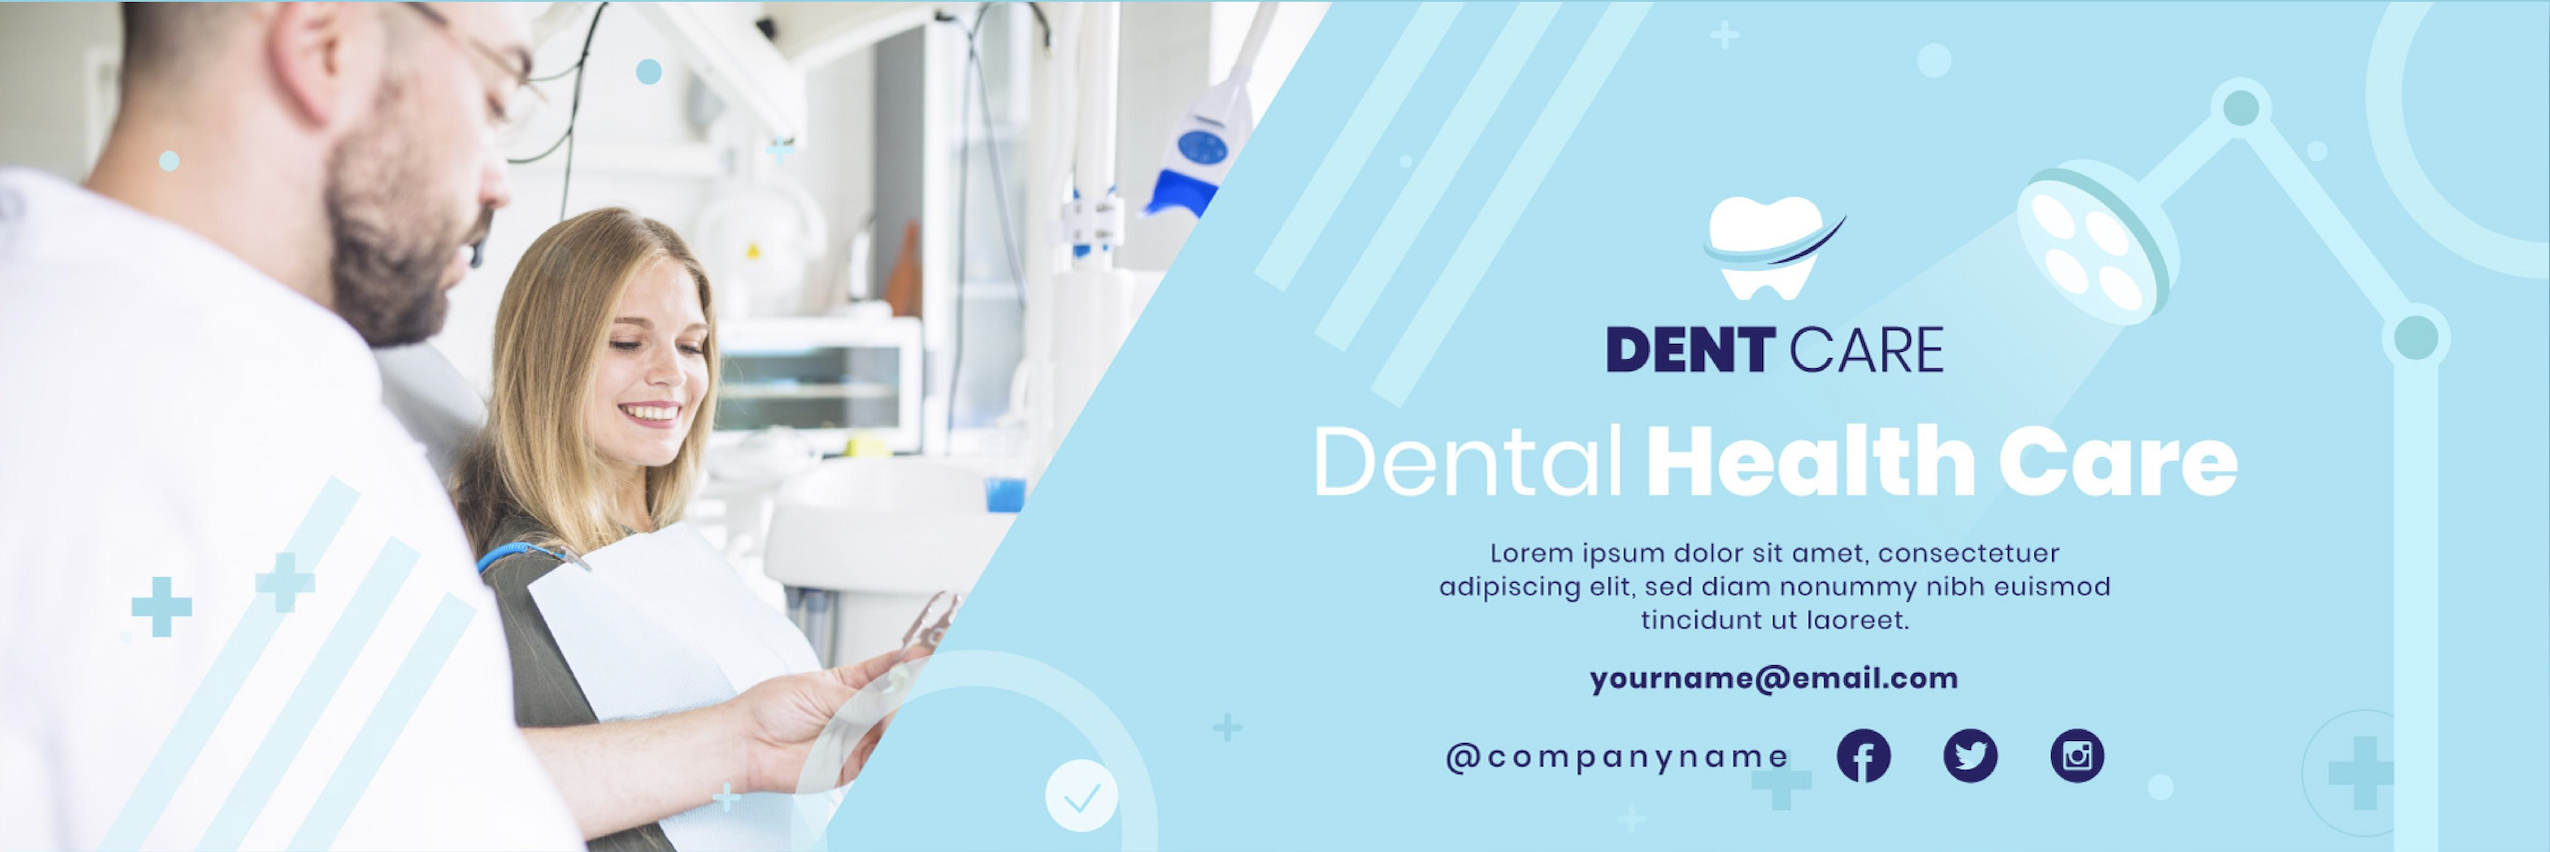 DENT CARE
Dental Health Care
Lorem ipsum dolor sit amet, consectetuer
adipiscing elit, sed diam nonummy nibh euismod
tincidunt ut laoreet.
yourname@email.com
@companyname